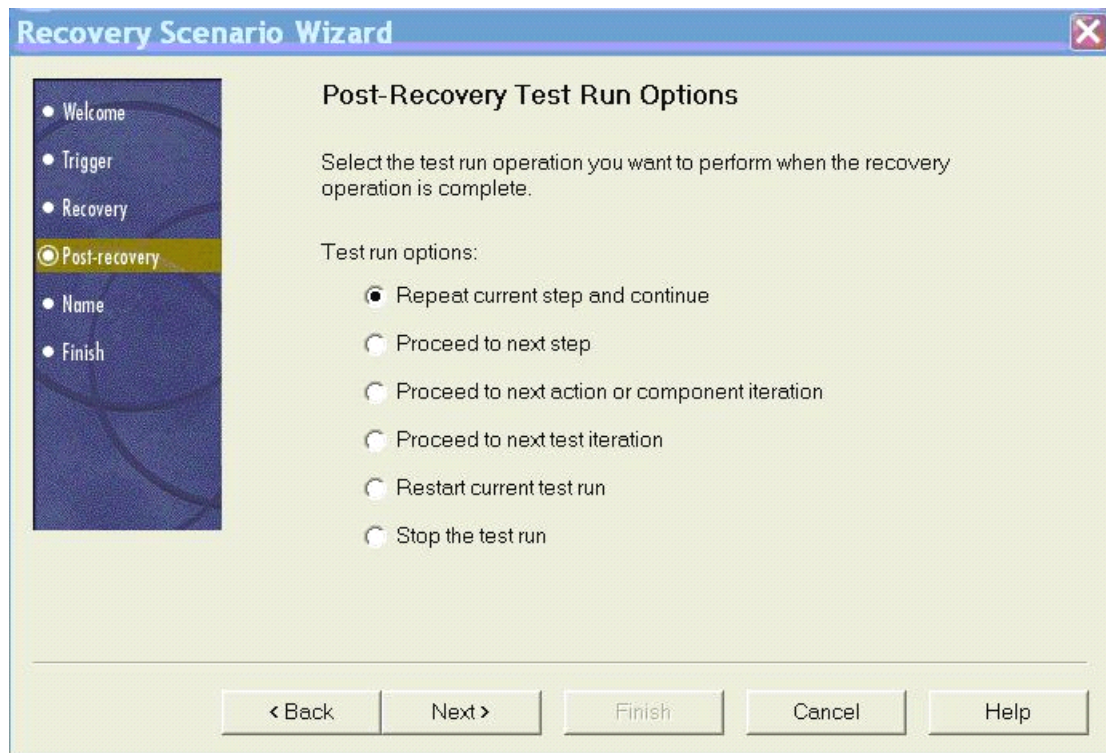 Recovery Scenario Wizard
Welcome
Trigger
Recovery
Post-recovery
Name
Finish
Post-Recovery Test Run Options
Select the test run operation you want to perform when the recovery
operation is complete.
Test run options:
Repeat current step and continue
Proceed to next step
Proceed to next action or component iteration
Proceed to next test iteration
Restart current test run
Stop the test run
< Back
Next >
Finish
Cancel
Help